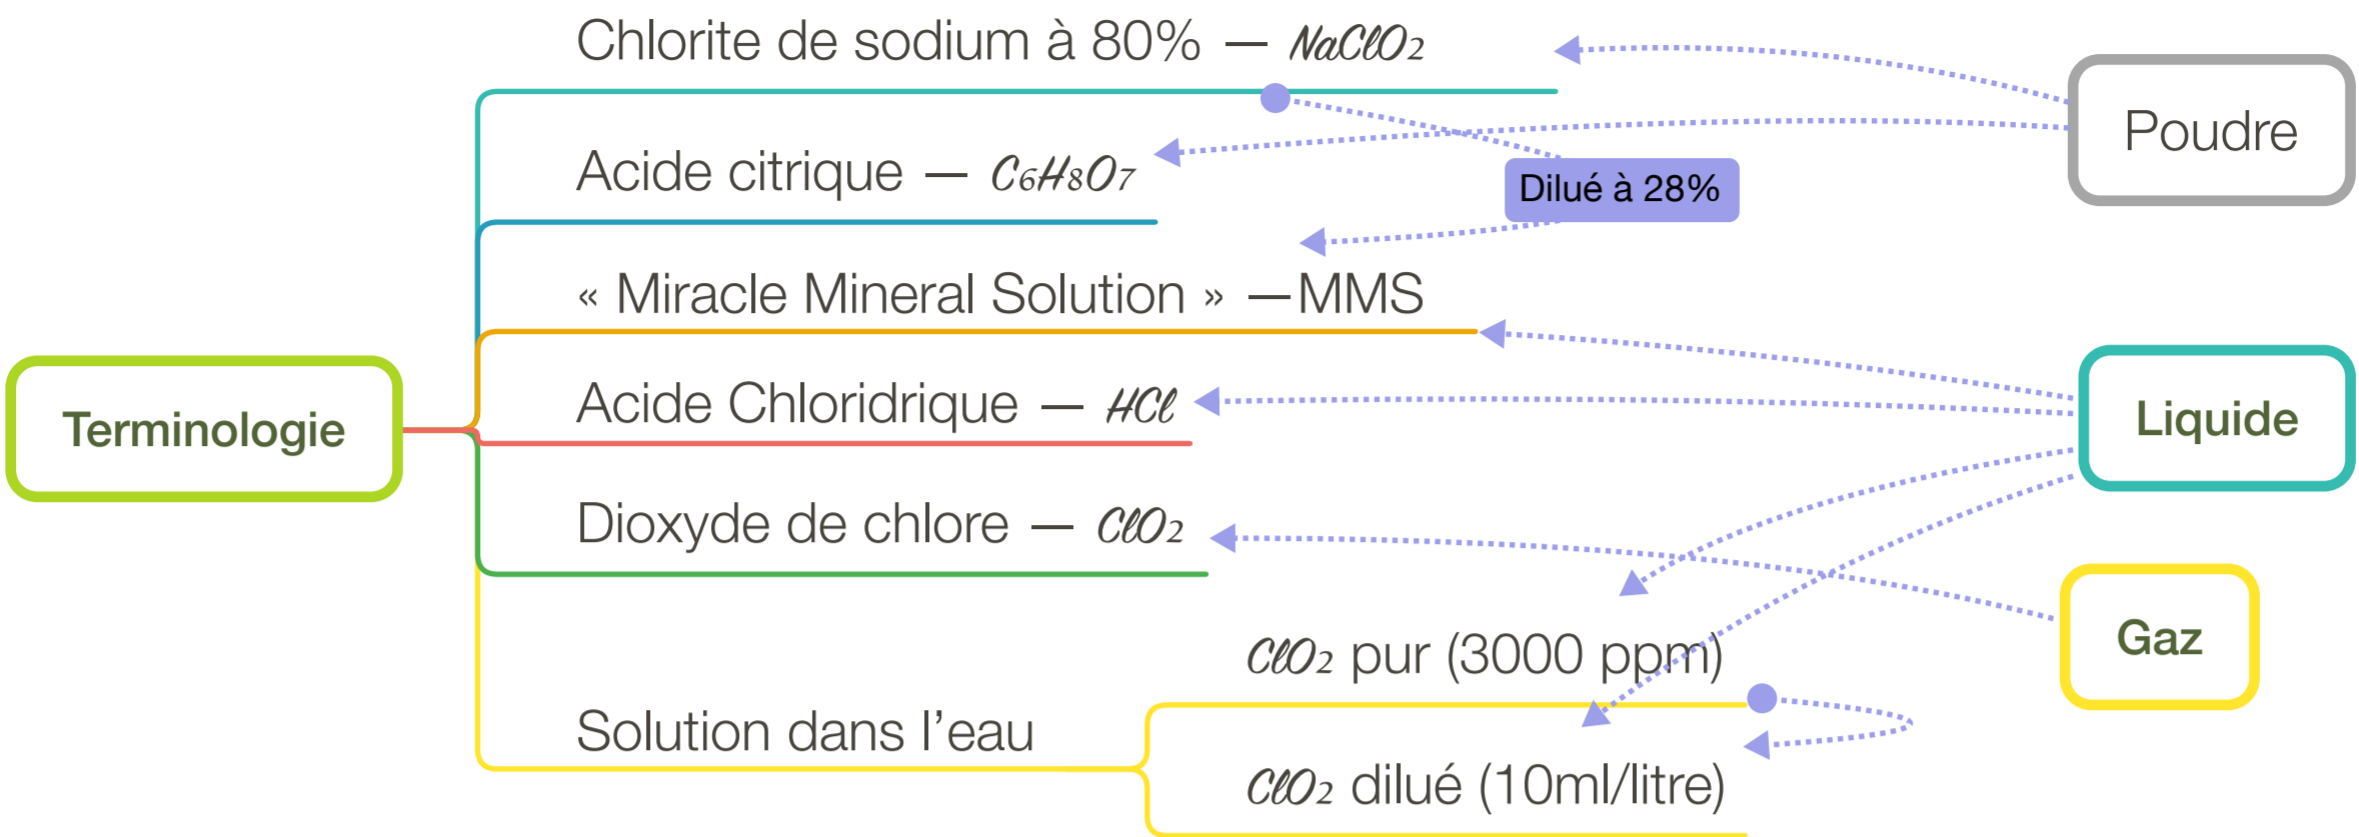 Chlorite de sodium à 80% — NaClO₂
Poudre
Acide citrique — C₆H₈O₇
Dilué à 28%
« Miracle Mineral Solution » —MMS
Acide Chloridrique — HCl
Terminologie
Liquide
Dioxyde de chlore — ClO₂
Gaz
ClO₂ pur (3000 ppm)
Solution dans l’eau
ClO₂ dilué (10ml/litre)